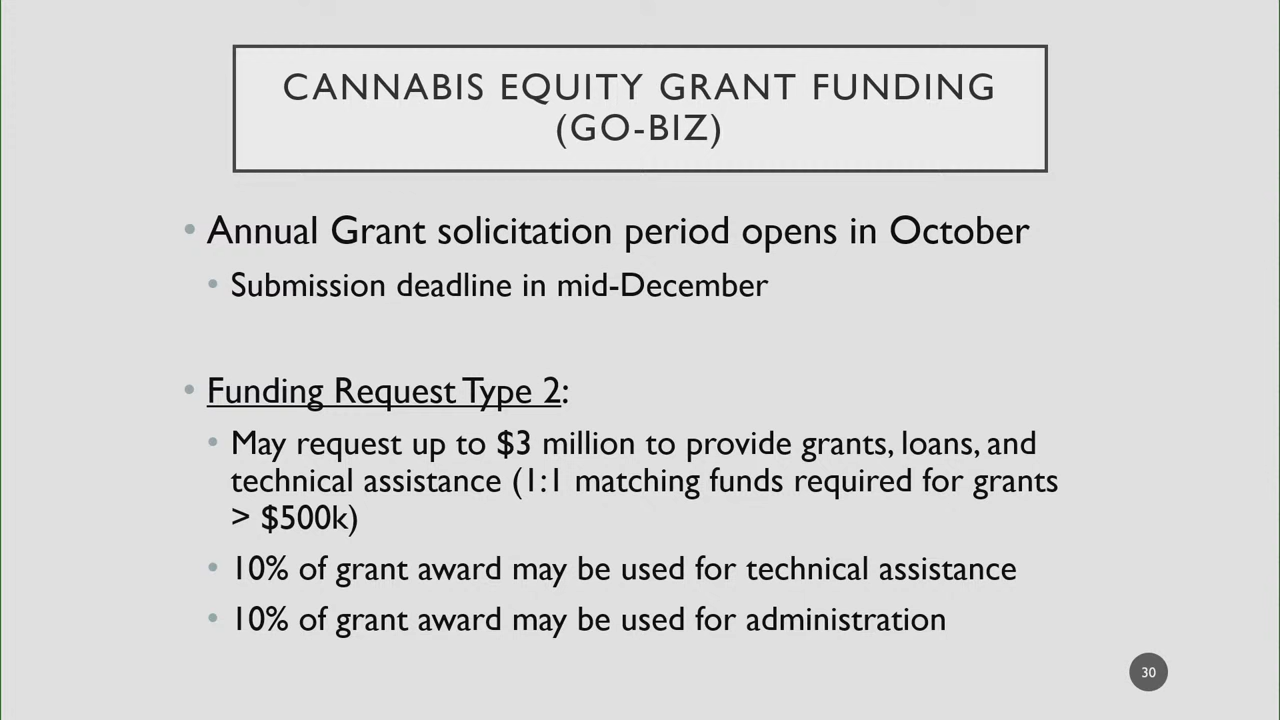 CANNABIS EQUITY GRANT FUNDING
(GO-BIZ)
• Annual Grant solicitation period opens in October
• Submission deadline in mid-December
• Funding Request Type 2:
• May request up to $3 million to provide grants, loans, and
technical assistance (1:1 matching funds required for grants
> $500k)
• 10% of grant award may be used for technical assistance
• 10% of grant award may be used for administration
30